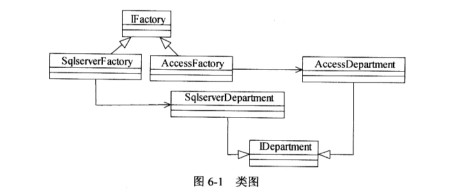 IFactory
SqlserverFactory
AccessFactory
AccessDepartment
SqlserverDepartment
IDepartment
图 6-1 类图